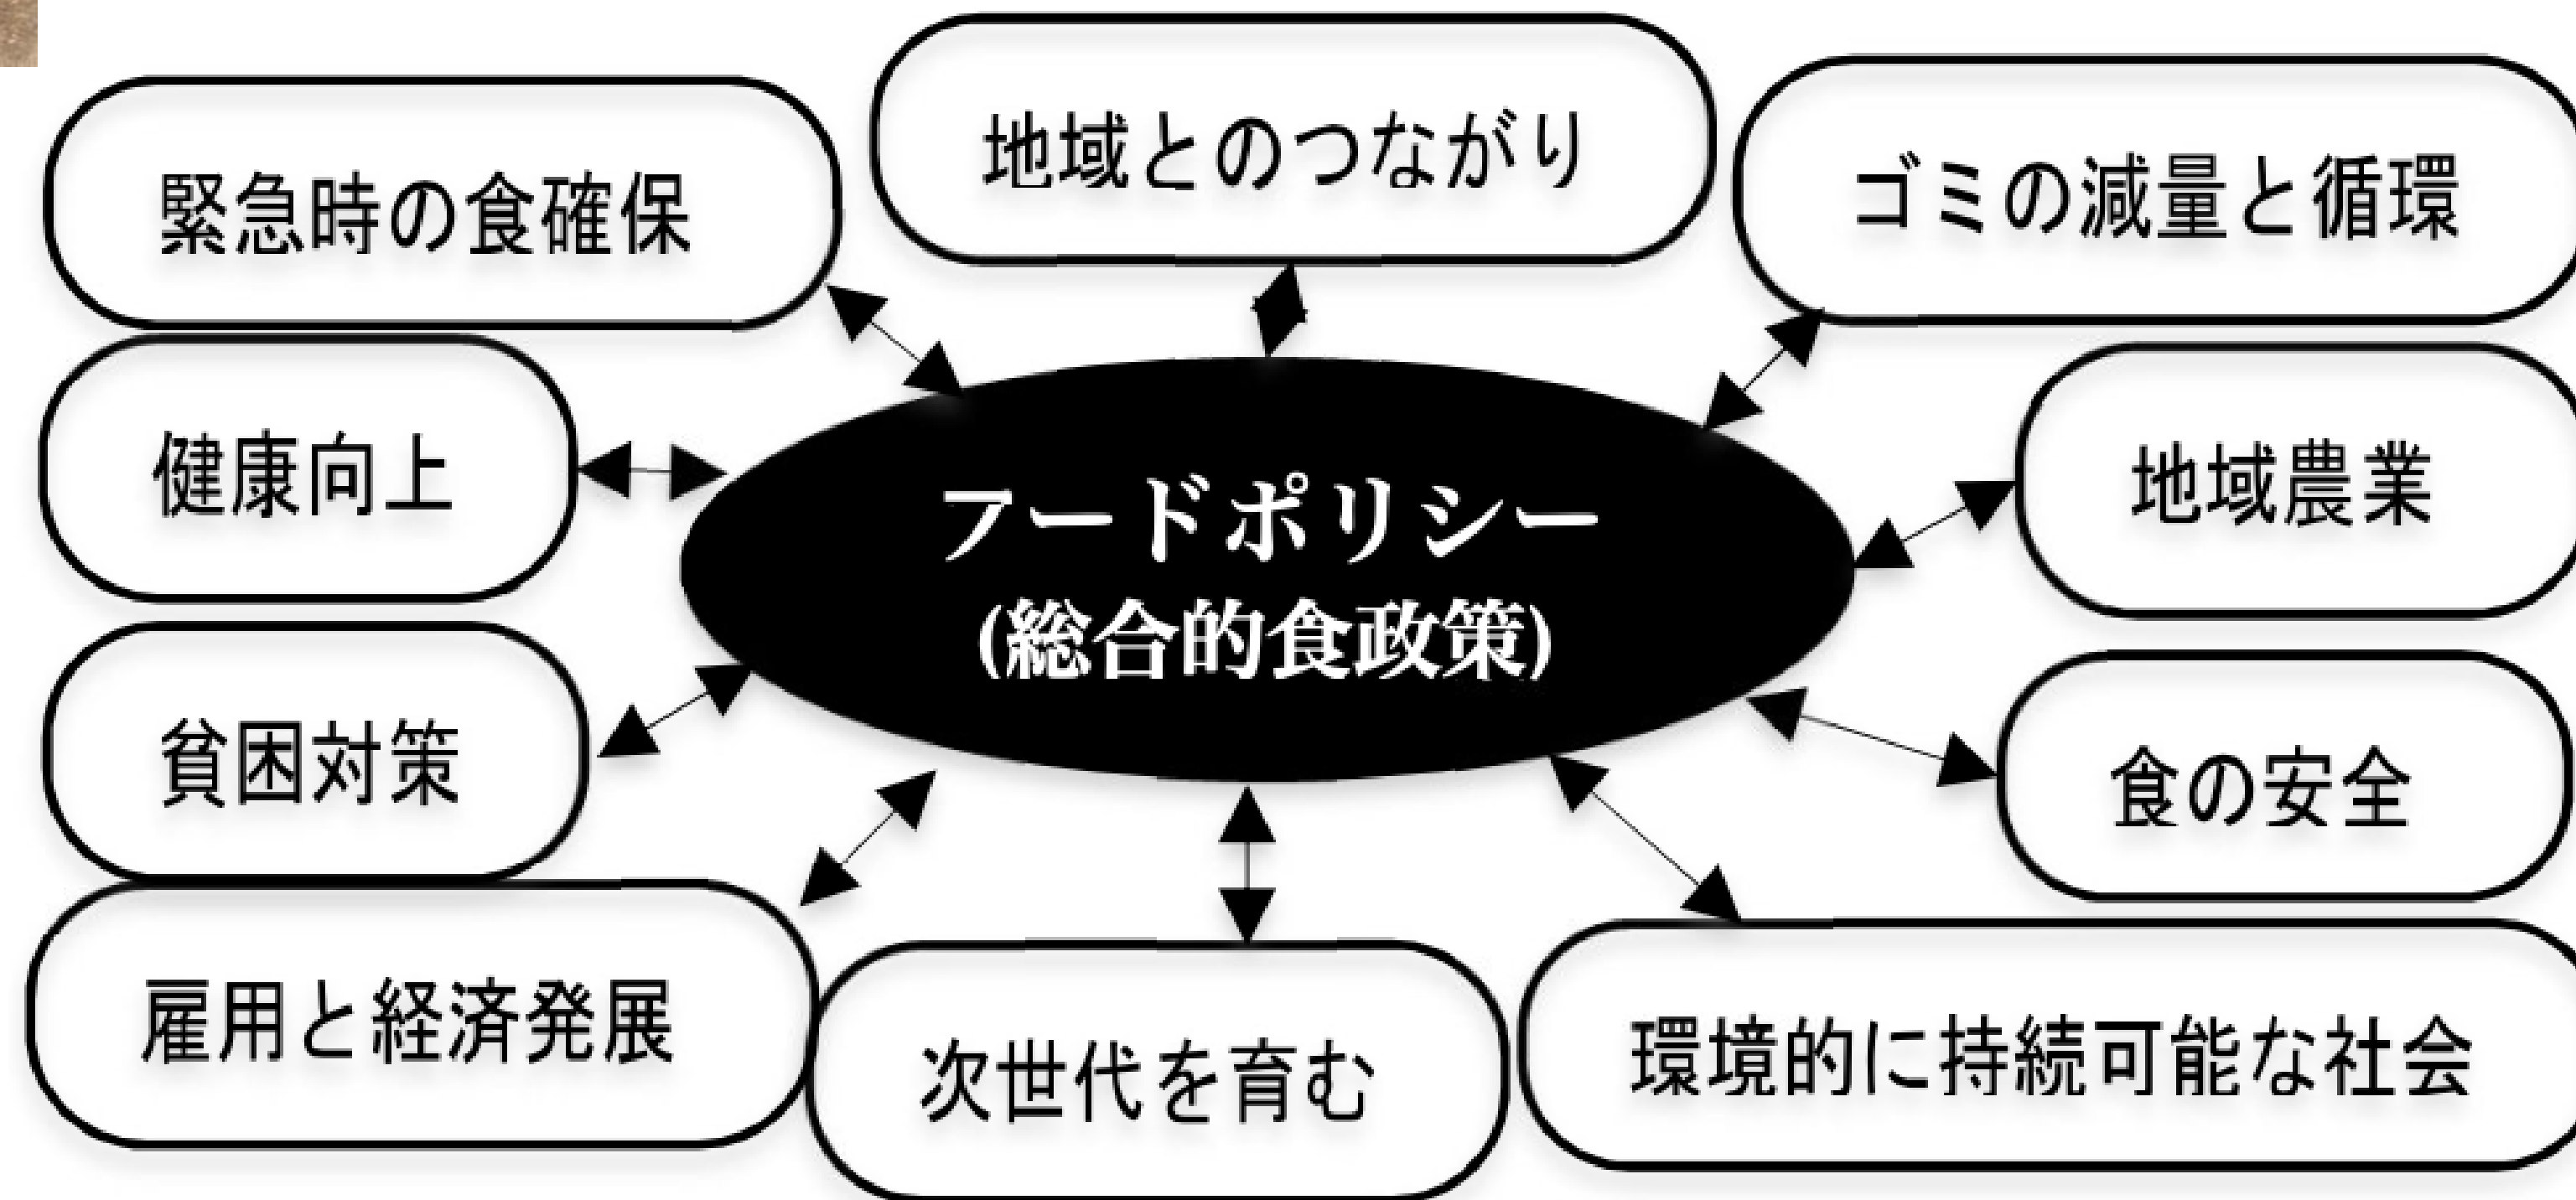 地域とのつながり
緊急時の食確保
ゴミの減量と循環
健康向上
地域農業
フードポリシー
(総合的食政策)
貧困対策
食の安全
雇用と経済発展
次世代を育む
環境的に持続可能な社会